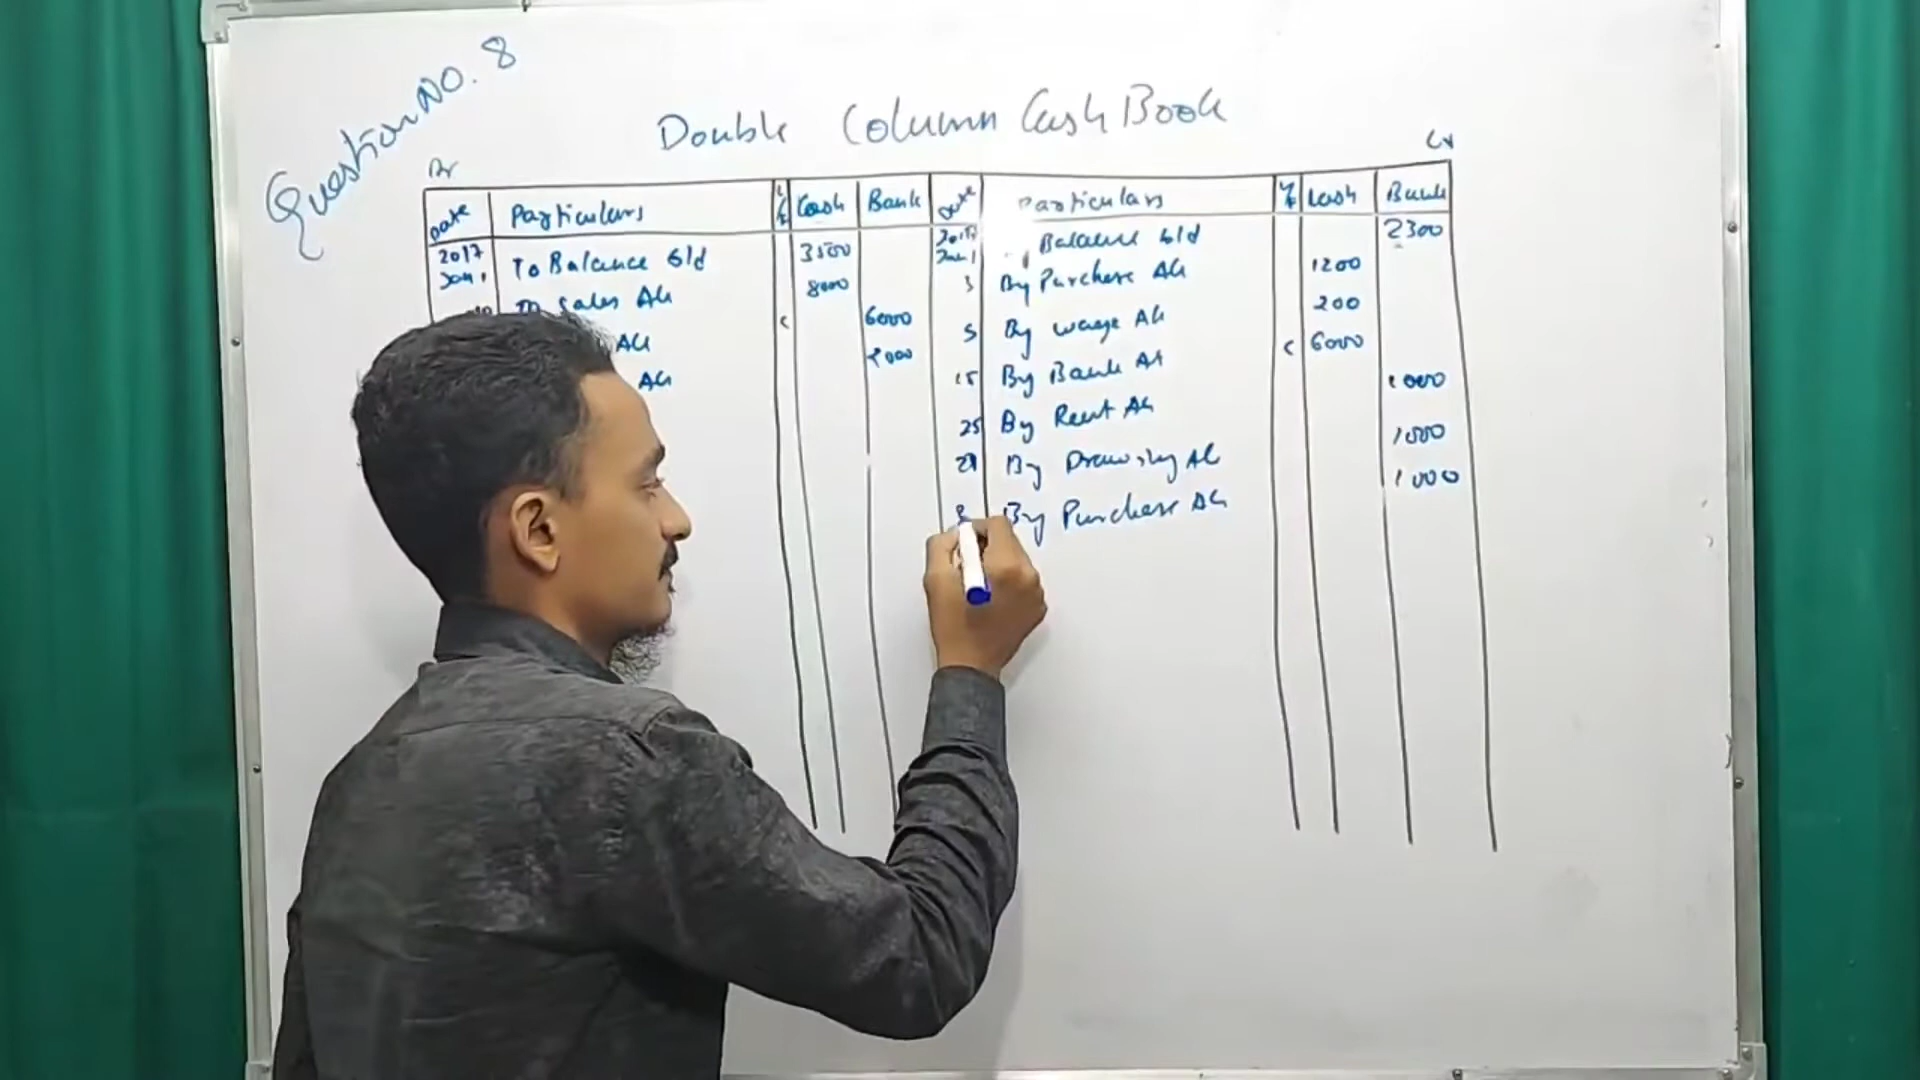 Question NO. 8
Double Column Cash Book
Dr Cr
Date Particulars L/F Cash Bank Date Particulars L/F Cash Bank
2017 Jan 1 To Balance b/d 3500 2017 Jan 1 Balance b/d 2300
To Sales A/c 8000 3 By Purchase A/c 1200
A/c C 6000 5 By wage A/c 200
A/c 2000 15 By Bank A/c C 6000
25 By Rent A/c 1000
By Drawing A/c 1000
By Purchase A/c 1000